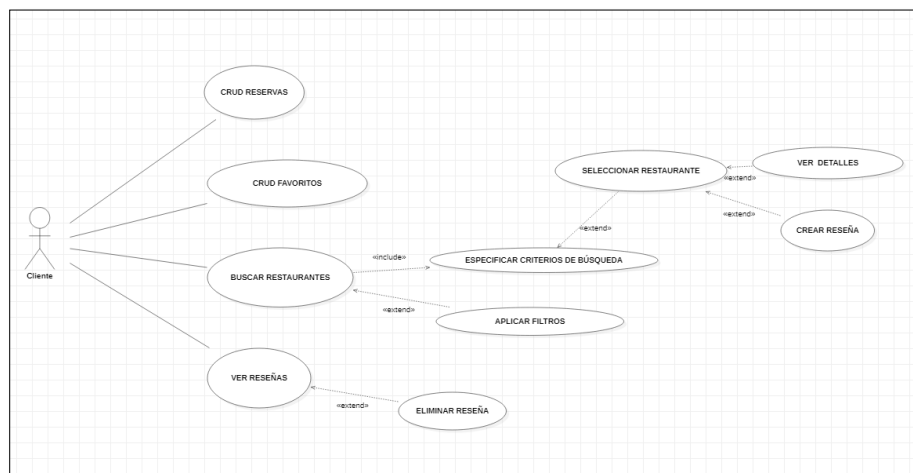 CRUD RESERVAS
SELECCIONAR RESTAURANTE
VER DETALLES
«extend»
CRUD FAVORITOS
«extend»
CREAR RESEÑA
«extend»
Cliente
BUSCAR RESTAURANTES
«include»
ESPECIFICAR CRITERIOS DE BÚSQUEDA
«extend»
APLICAR FILTROS
VER RESEÑAS
«extend»
ELIMINAR RESEÑA